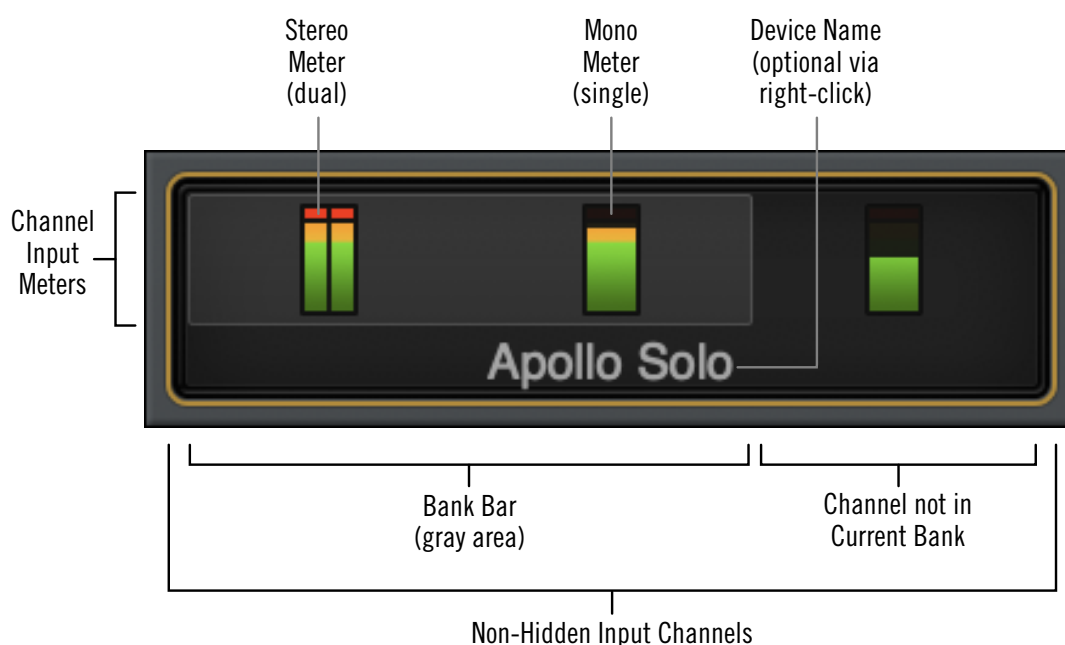 Stereo
Meter
(dual)
Mono
Meter
(single)
Device Name
(optional via
right-click)
Channel
Input
Meters
Apollo Solo
Bank Bar
(gray area)
Channel not in
Current Bank
Non-Hidden Input Channels